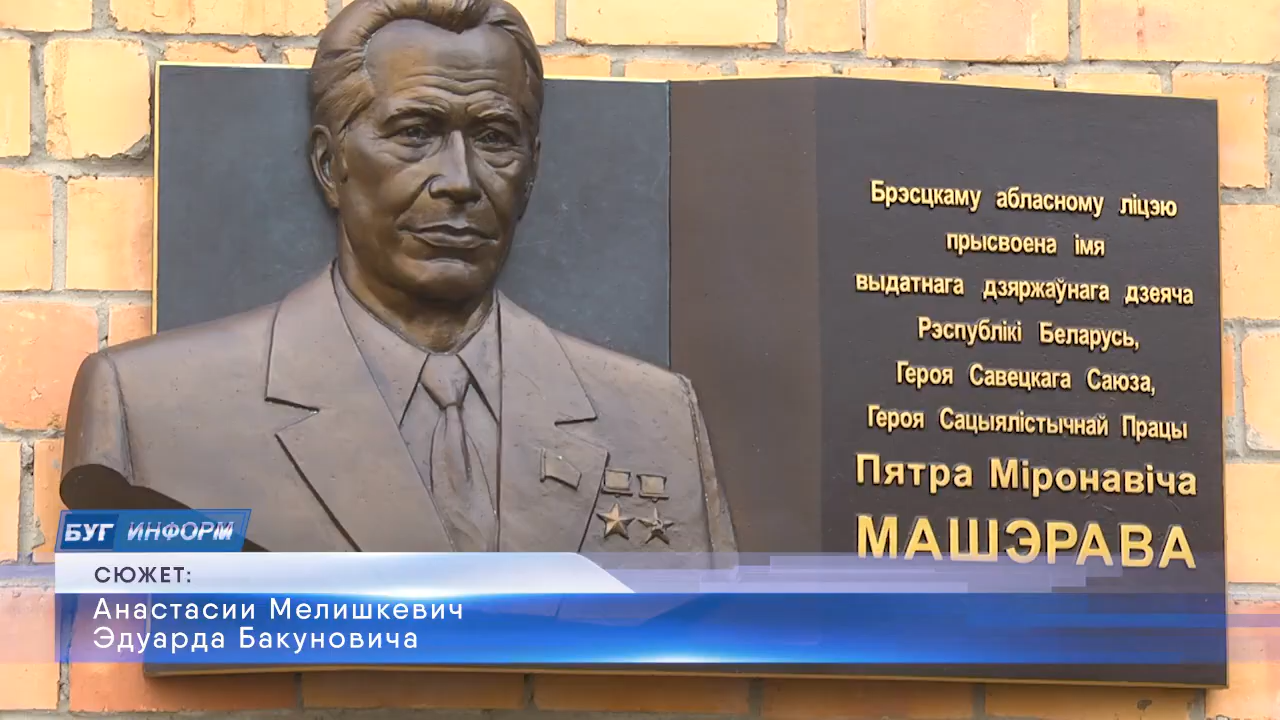 Брэсцкаму абласному ліцэю
прысвоена імя
выдатнага дзяржаўнага дзеяча
Рэспублікі Беларусь,
Героя Савецкага Саюза,
Героя Сацыялістычнай Працы
Пятра Міронавіча
МАШЭРАВА
БУГ ИНФОРМ
СЮЖЕТ:
Анастасии Мелишкевич
Эдуарда Бакуновича